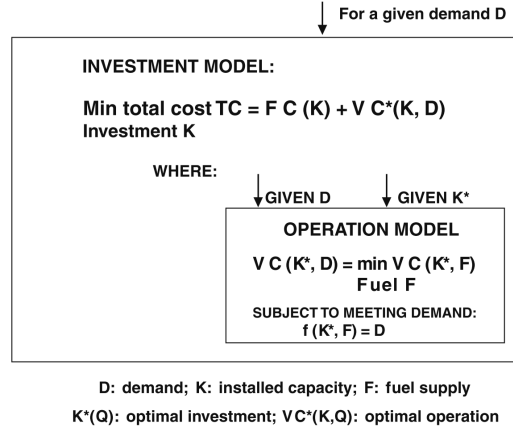 For a given demand D
INVESTMENT MODEL:
Min total cost TC = F C (K) + V C*(K, D)
Investment K
WHERE:
GIVEN D GIVEN K*
OPERATION MODEL
V C (K*, D) = min V C (K*, F)
Fuel F
SUBJECT TO MEETING DEMAND:
f (K*, F) = D
D: demand; K: installed capacity; F: fuel supply
K*(Q): optimal investment; VC*(K,Q): optimal operation